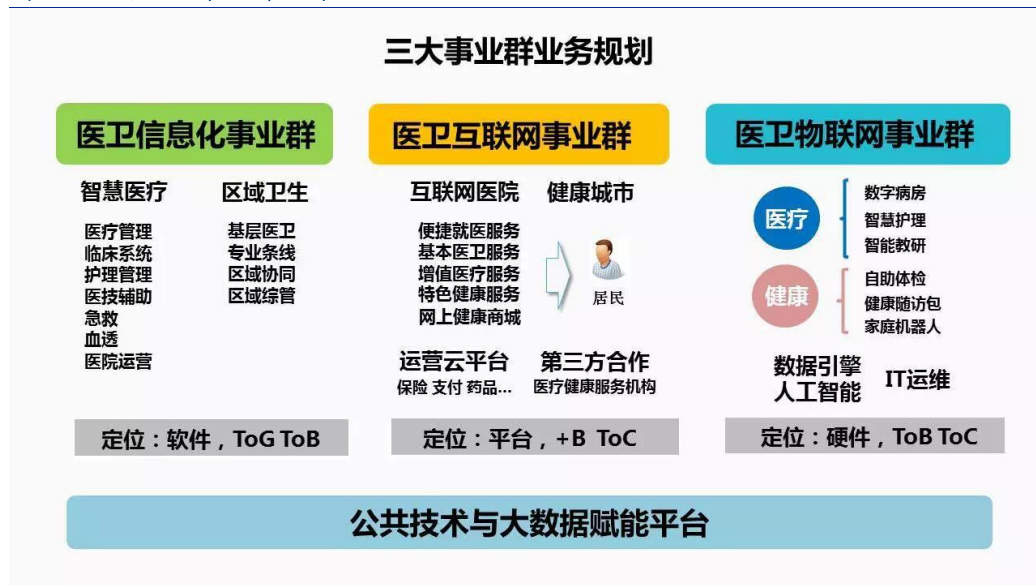 三大事业群业务规划
医卫信息化事业群
智慧医疗
医疗管理
临床系统
护理管理
医技辅助
急救
血透
医院运营
区域卫生
基层医卫
专业条线
区域协同
区域综管
定位：软件，ToG ToB
医卫互联网事业群
互联网医院
健康城市
便捷就医服务
基本医卫服务
增值医疗服务
特色健康服务
网上健康商城
居民
运营云平台
保险 支付 药品...
第三方合作
医疗健康服务机构
定位：平台，+B ToC
医卫物联网事业群
医疗
数字病房
智慧护理
智能教研
健康
自助体检
健康随访包
家庭机器人
数据引擎
人工智能
IT运维
定位：硬件，ToB ToC
公共技术与大数据赋能平台